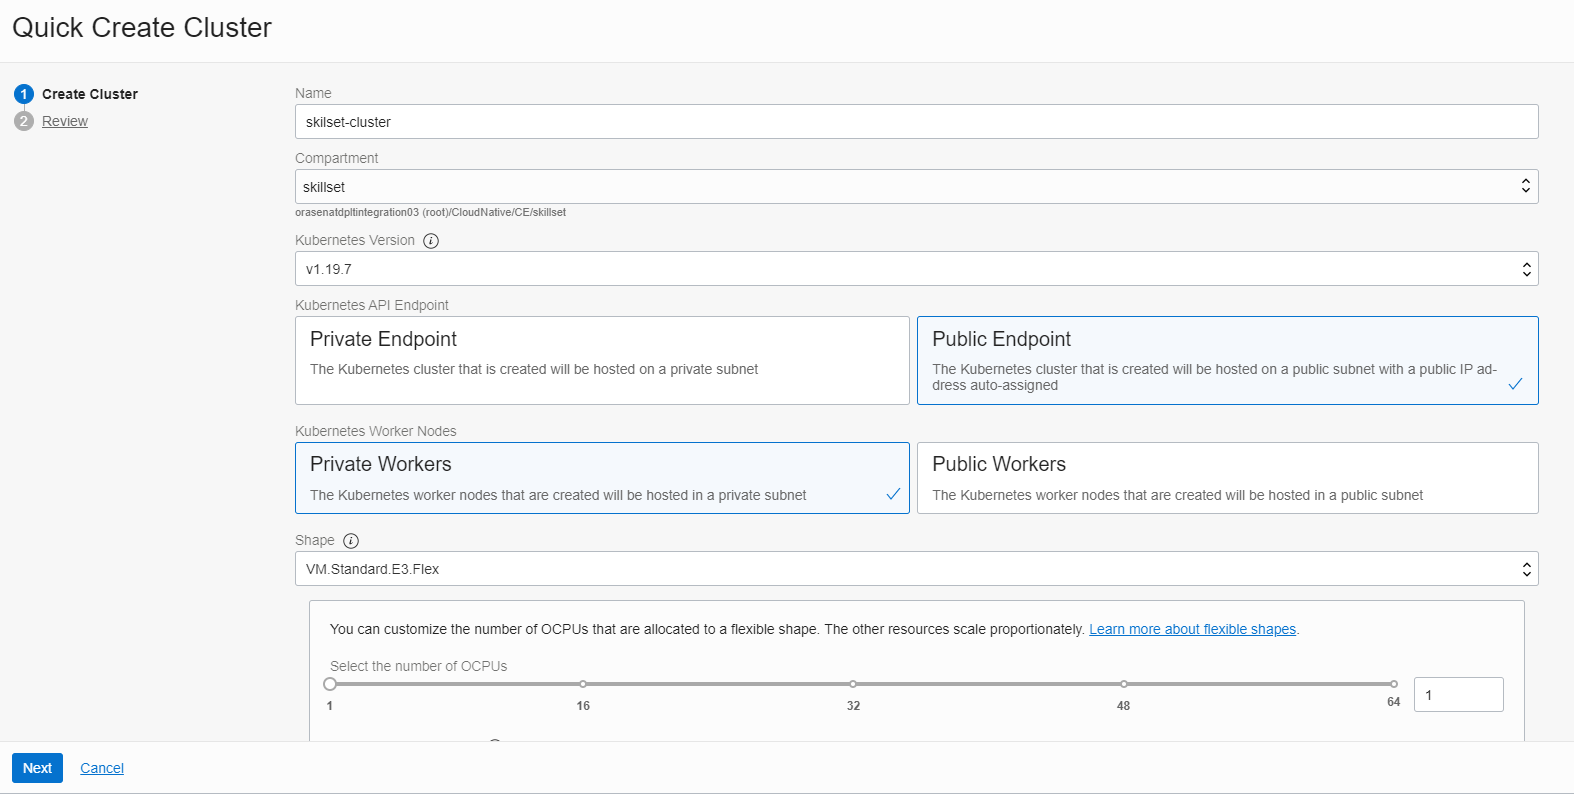 Quick Create Cluster
1 Create Cluster
2 Review
Name
skilset-cluster
Compartment
skillset
orasenatdpltintegration03 (root)/CloudNative/CE/skillset
Kubernetes Version i
v1.19.7
Kubernetes API Endpoint
Private Endpoint
The Kubernetes cluster that is created will be hosted on a private subnet
Public Endpoint
The Kubernetes cluster that is created will be hosted on a public subnet with a public IP ad-
dress auto-assigned
Kubernetes Worker Nodes
Private Workers
The Kubernetes worker nodes that are created will be hosted in a private subnet
Public Workers
The Kubernetes worker nodes that are created will be hosted in a public subnet
Shape i
VM.Standard.E3.Flex
You can customize the number of OCPUs that are allocated to a flexible shape. The other resources scale proportionately. Learn more about flexible shapes.
Select the number of OCPUs
1 16 32 48 64
1
Next Cancel